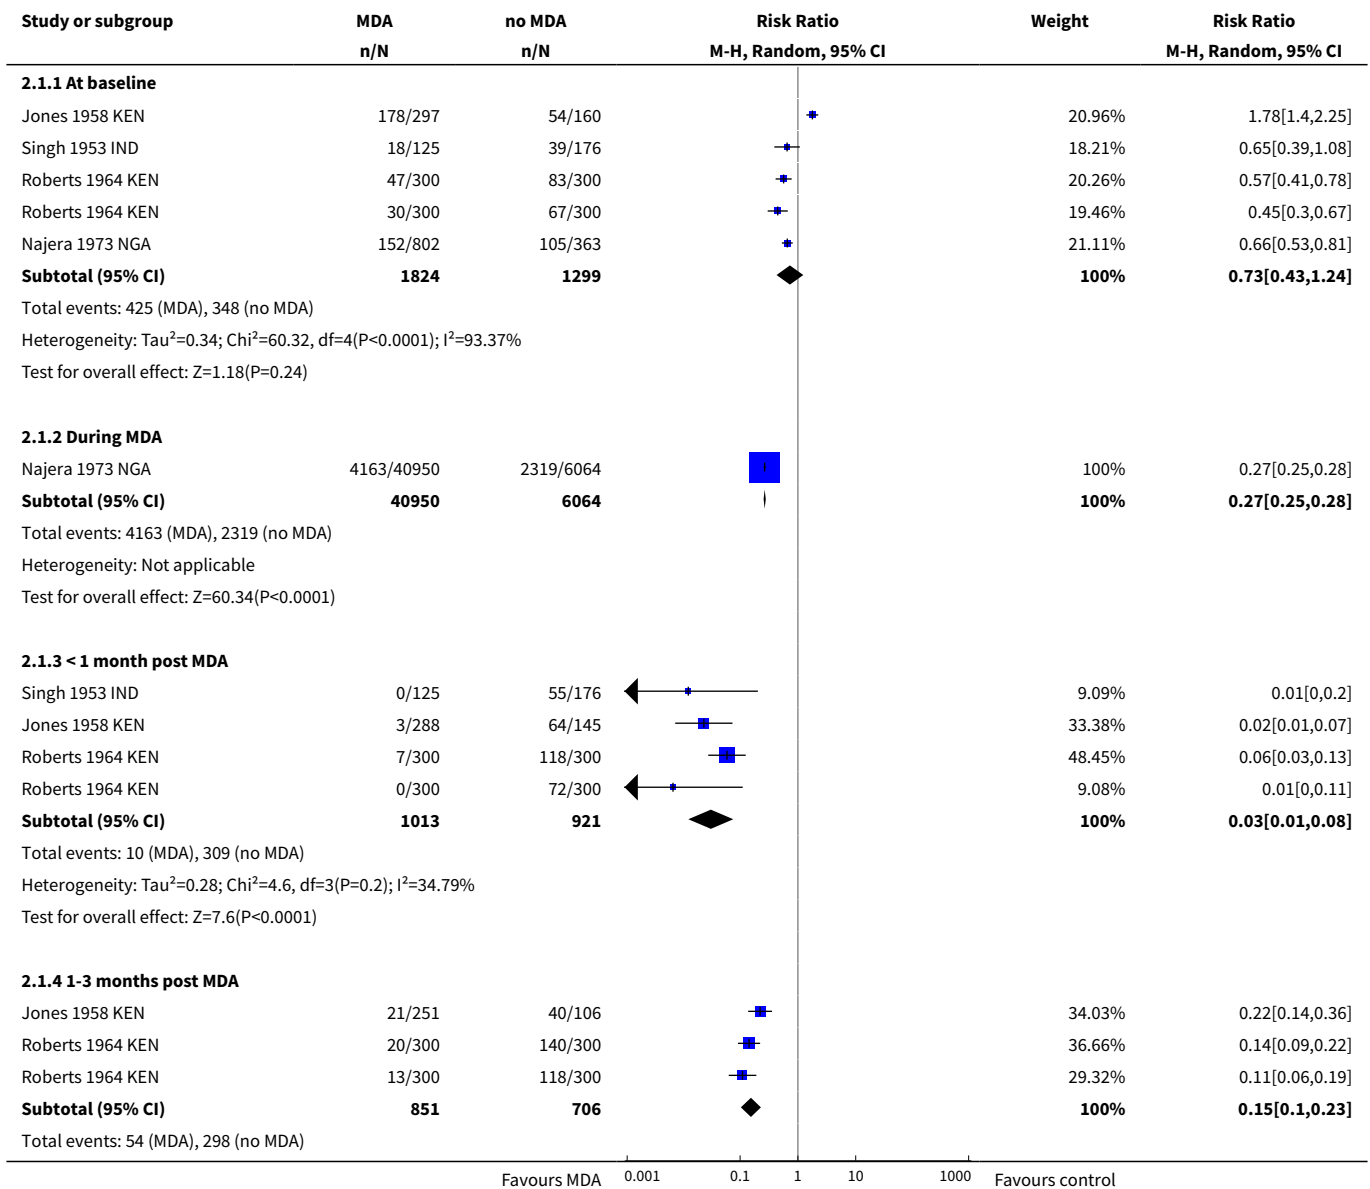 Study or subgroup MDA no MDA Risk Ratio Weight Risk Ratio
n/N n/N M-H, Random, 95% CI M-H, Random, 95% CI
2.1.1 At baseline
Jones 1958 KEN 178/297 54/160 20.96% 1.78[1.4,2.25]
Singh 1953 IND 18/125 39/176 18.21% 0.65[0.39,1.08]
Roberts 1964 KEN 47/300 83/300 20.26% 0.57[0.41,0.78]
Roberts 1964 KEN 30/300 67/300 19.46% 0.45[0.3,0.67]
Najera 1973 NGA 152/802 105/363 21.11% 0.66[0.53,0.81]
Subtotal (95% CI) 1824 1299 100% 0.73[0.43,1.24]
Total events: 425 (MDA), 348 (no MDA)
Heterogeneity: Tau²=0.34; Chi²=60.32, df=4(P<0.0001); I²=93.37%
Test for overall effect: Z=1.18(P=0.24)
2.1.2 During MDA
Najera 1973 NGA 4163/40950 2319/6064 100% 0.27[0.25,0.28]
Subtotal (95% CI) 40950 6064 100% 0.27[0.25,0.28]
Total events: 4163 (MDA), 2319 (no MDA)
Heterogeneity: Not applicable
Test for overall effect: Z=60.34(P<0.0001)
2.1.3 < 1 month post MDA
Singh 1953 IND 0/125 55/176 9.09% 0.01[0,0.2]
Jones 1958 KEN 3/288 64/145 33.38% 0.02[0.01,0.07]
Roberts 1964 KEN 7/300 118/300 48.45% 0.06[0.03,0.13]
Roberts 1964 KEN 0/300 72/300 9.08% 0.01[0,0.11]
Subtotal (95% CI) 1013 921 100% 0.03[0.01,0.08]
Total events: 10 (MDA), 309 (no MDA)
Heterogeneity: Tau²=0.28; Chi²=4.6, df=3(P=0.2); I²=34.79%
Test for overall effect: Z=7.6(P<0.0001)
2.1.4 1-3 months post MDA
Jones 1958 KEN 21/251 40/106 34.03% 0.22[0.14,0.36]
Roberts 1964 KEN 20/300 140/300 36.66% 0.14[0.09,0.22]
Roberts 1964 KEN 13/300 118/300 29.32% 0.11[0.06,0.19]
Subtotal (95% CI) 851 706 100% 0.15[0.1,0.23]
Total events: 54 (MDA), 298 (no MDA)
Favours MDA 0.001 0.1 1 10 1000 Favours control